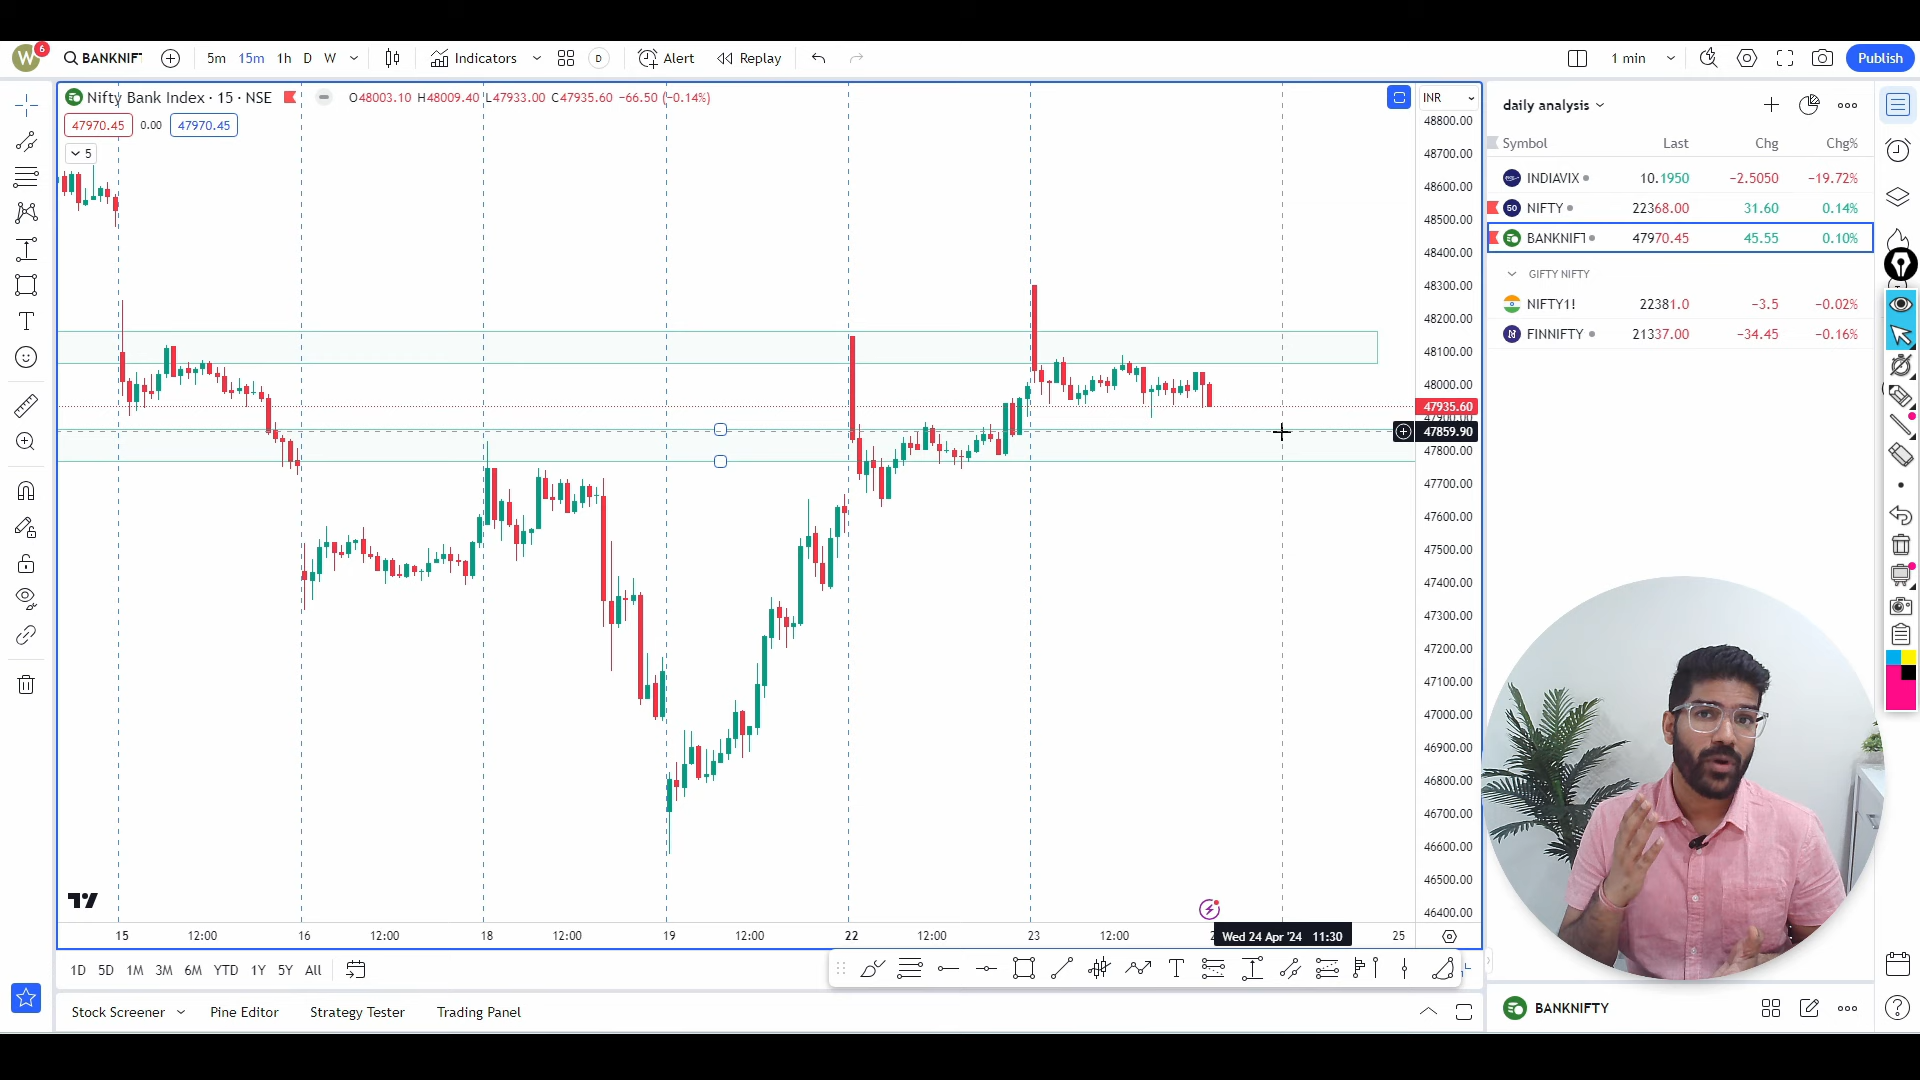 W 6 BANKNIF 5m 15m 1h D W Indicators D Alert Replay 1 min Publish
Nifty Bank Index · 15 · NSE O48003.10 H48009.40 L47933.00 C47935.60 −66.50 (−0.14%) INR
47970.45 0.00 47970.45
5
48800.00
48700.00
48600.00
48500.00
48400.00
48300.00
48200.00
48100.00
48000.00
47935.60
47900.00
47859.90
47800.00
47700.00
47600.00
47500.00
47400.00
47300.00
47200.00
47100.00
47000.00
46900.00
46800.00
46700.00
46600.00
46500.00
46400.00
15 12:00 16 12:00 18 12:00 19 12:00 22 12:00 23 12:00 Wed 24 Apr '24 11:30 25
1D 5D 1M 3M 6M YTD 1Y 5Y All
Stock Screener Pine Editor Strategy Tester Trading Panel
daily analysis
Symbol Last Chg Chg%
INDIAVIX 10.1950 −2.5050 −19.72%
50 NIFTY 22368.00 31.60 0.14%
BANKNIFT 47970.45 45.55 0.10%
GIFTY NIFTY
NIFTY1! 22381.0 −3.5 −0.02%
FINNIFTY 21337.00 −34.45 −0.16%
BANKNIFTY